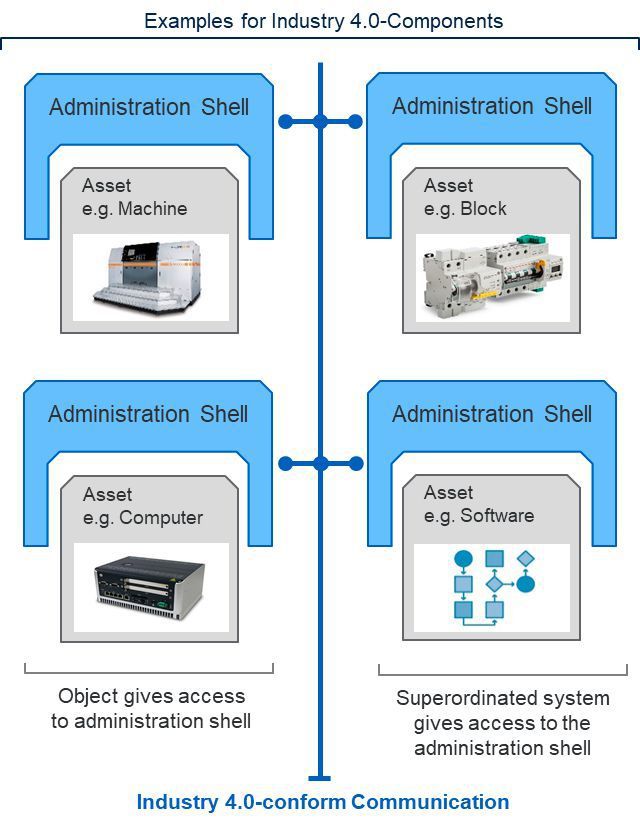 Examples for Industry 4.0-Components
Administration Shell
Asset
e.g. Machine
Administration Shell
Asset
e.g. Block
Administration Shell
Asset
e.g. Computer
Administration Shell
Asset
e.g. Software
Object gives access
to administration shell
Superordinated system
gives access to the
administration shell
Industry 4.0-conform Communication